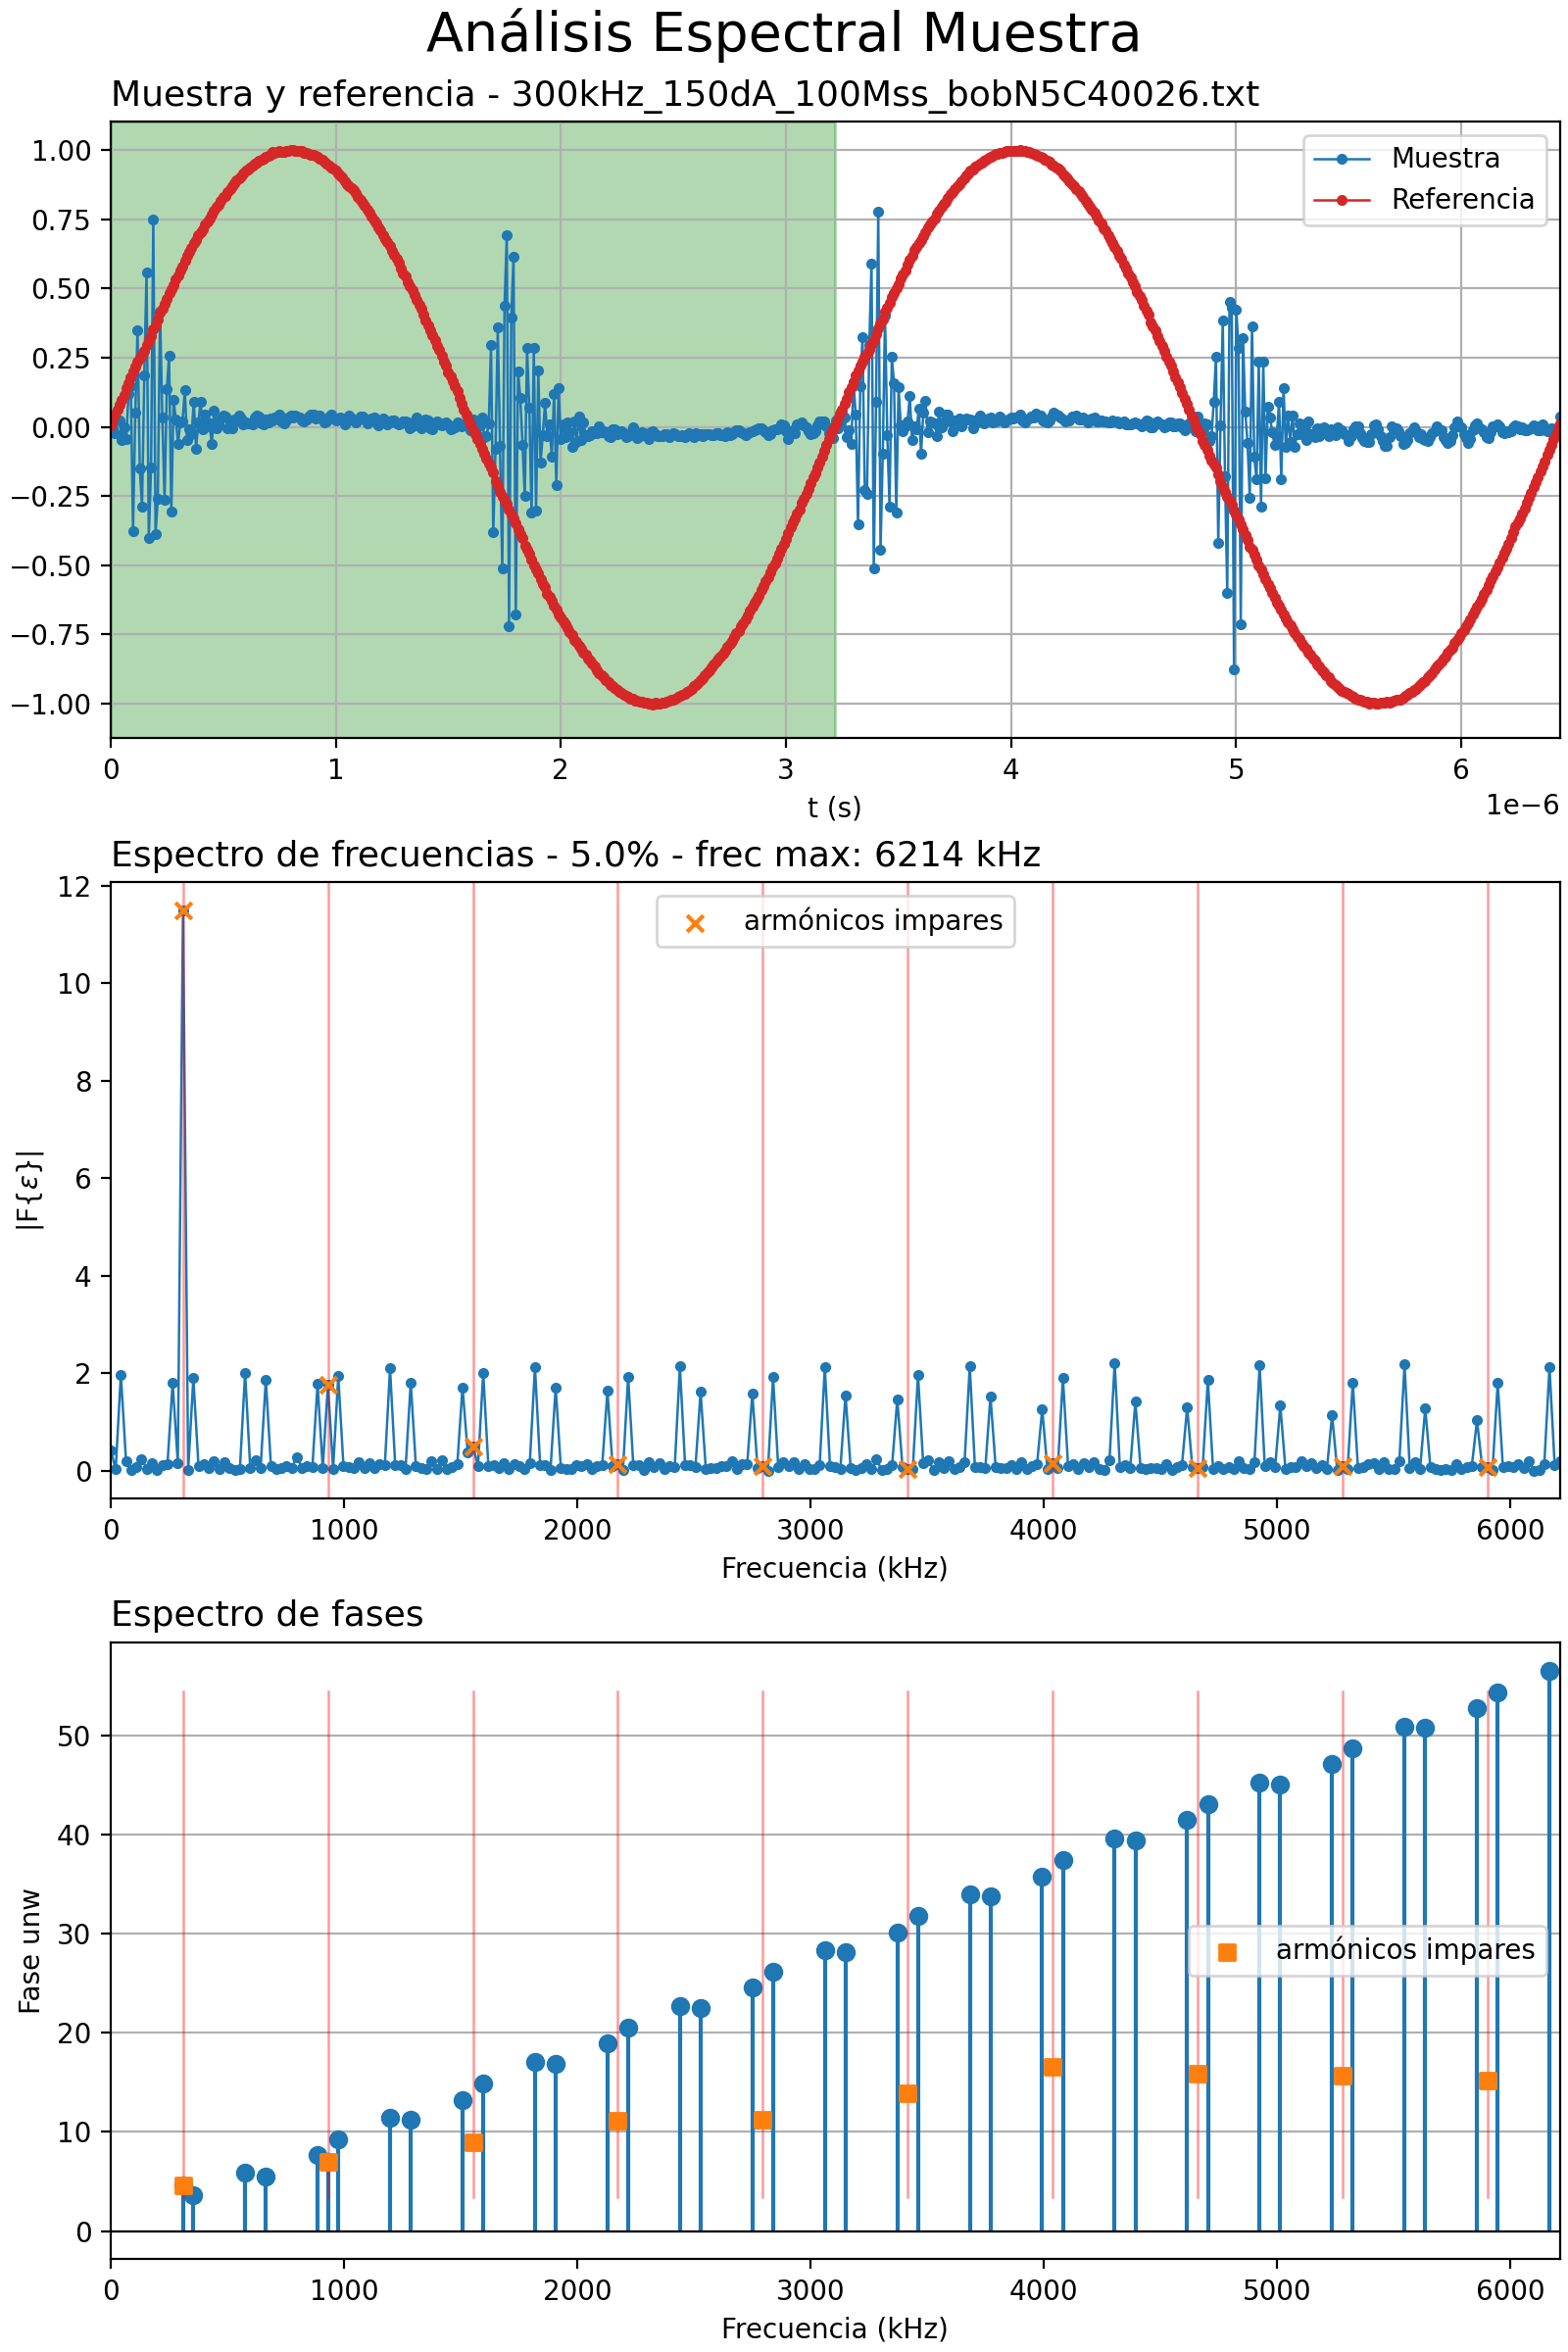 Análisis Espectral Muestra
Muestra y referencia - 300kHz_150dA_100Mss_bobN5C40026.txt
1.00
0.75
0.50
0.25
0.00
−0.25
−0.50
−0.75
−1.00
Muestra
Referencia
0 1 2 3 4 5 6
1e−6
t (s)
Espectro de frecuencias - 5.0% - frec max: 6214 kHz
12
10
8
6
4
2
0
|F{ε}|
armónicos impares
0 1000 2000 3000 4000 5000 6000
Frecuencia (kHz)
Espectro de fases
50
40
30
20
10
0
Fase unw
armónicos impares
0 1000 2000 3000 4000 5000 6000
Frecuencia (kHz)